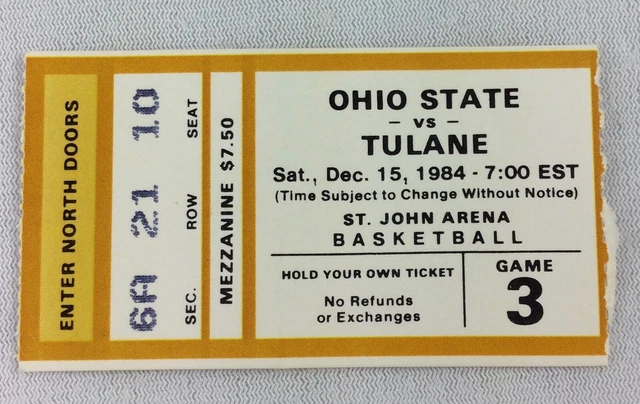 ENTER NORTH DOORS
6A 21 10
SEC. ROW SEAT
MEZZANINE $7.50
OHIO STATE
- vs -
TULANE
Sat., Dec. 15, 1984 - 7:00 EST
(Time Subject to Change Without Notice)
ST. JOHN ARENA
BASKETBALL
HOLD YOUR OWN TICKET
No Refunds
or Exchanges
GAME
3